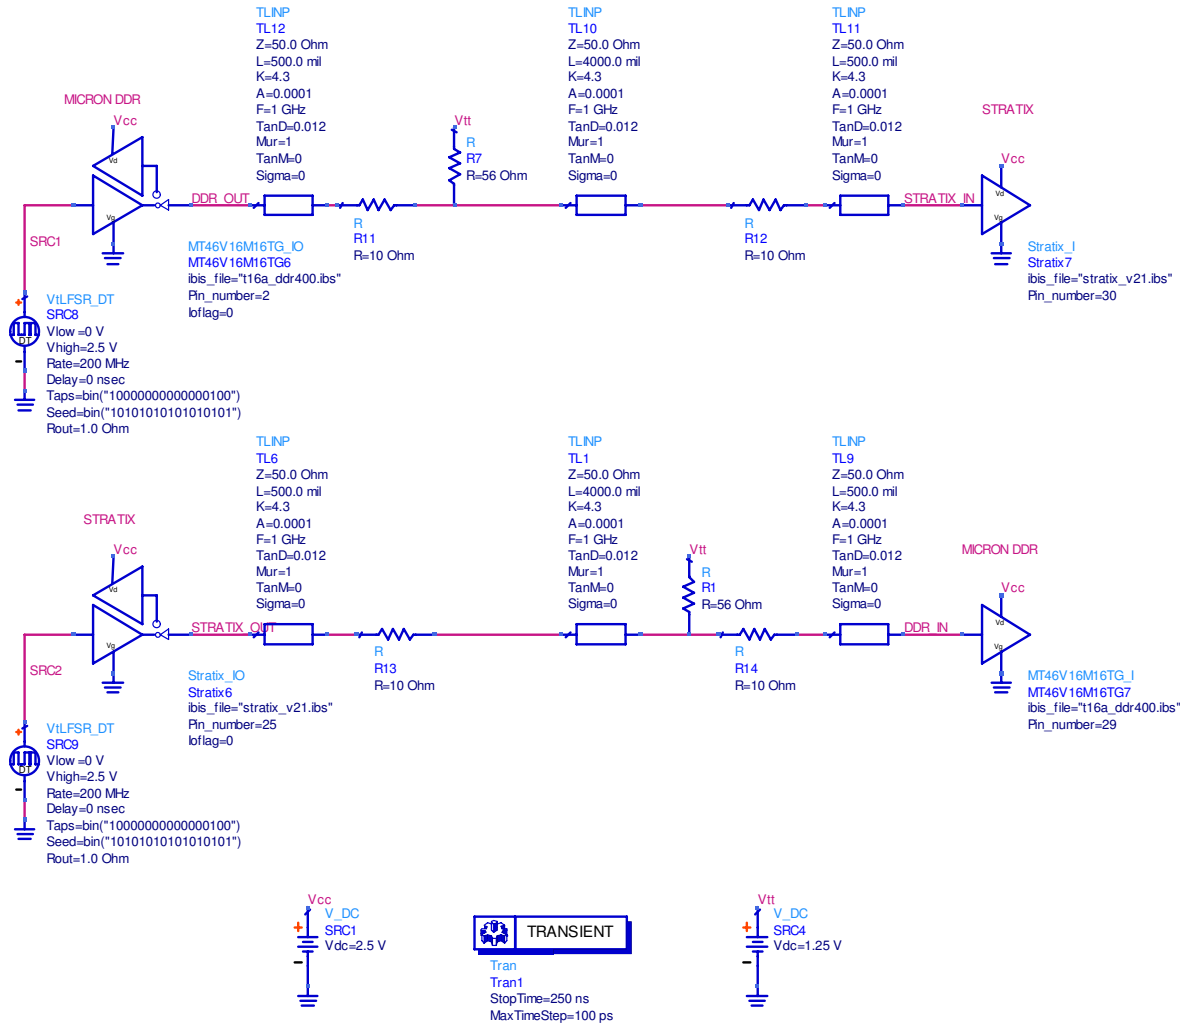 TLINP
TL12
Z=50.0 Ohm
L=500.0 mil
K=4.3
A=0.0001
F=1 GHz
TanD=0.012
Mur=1
TanM=0
Sigma=0
TLINP
TL10
Z=50.0 Ohm
L=4000.0 mil
K=4.3
A=0.0001
F=1 GHz
TanD=0.012
Mur=1
TanM=0
Sigma=0
TLINP
TL11
Z=50.0 Ohm
L=500.0 mil
K=4.3
A=0.0001
F=1 GHz
TanD=0.012
Mur=1
TanM=0
Sigma=0
MICRON DDR
Vcc
Vd
Vg
DDR_OUT
Vtt
R
R7
R=56 Ohm
STRATIX
Vcc
STRATIX_IN
Vd
Vg
SRC1
MT46V16M16TG_IO
MT46V16M16TG6
ibis_file="t16a_ddr400.ibs"
Pin_number=2
Ioflag=0
R
R11
R=10 Ohm
R
R12
R=10 Ohm
Stratix_I
Stratix7
ibis_file="stratix_v21.ibs"
Pin_number=30
VtLFSR_DT
SRC8
Vlow=0 V
Vhigh=2.5 V
Rate=200 MHz
Delay=0 nsec
Taps=bin("10000000000000100")
Seed=bin("10101010101010101")
Rout=1.0 Ohm
DT
TLINP
TL6
Z=50.0 Ohm
L=500.0 mil
K=4.3
A=0.0001
F=1 GHz
TanD=0.012
Mur=1
TanM=0
Sigma=0
TLINP
TL1
Z=50.0 Ohm
L=4000.0 mil
K=4.3
A=0.0001
F=1 GHz
TanD=0.012
Mur=1
TanM=0
Sigma=0
TLINP
TL9
Z=50.0 Ohm
L=500.0 mil
K=4.3
A=0.0001
F=1 GHz
TanD=0.012
Mur=1
TanM=0
Sigma=0
STRATIX
Vcc
Vd
Vg
STRATIX_OUT
Vtt
R
R1
R=56 Ohm
MICRON DDR
Vcc
DDR_IN
Vd
Vg
SRC2
Stratix_IO
Stratix6
ibis_file="stratix_v21.ibs"
Pin_number=25
Ioflag=0
R
R13
R=10 Ohm
R
R14
R=10 Ohm
MT46V16M16TG_I
MT46V16M16TG7
ibis_file="t16a_ddr400.ibs"
Pin_number=29
VtLFSR_DT
SRC9
Vlow=0 V
Vhigh=2.5 V
Rate=200 MHz
Delay=0 nsec
Taps=bin("10000000000000100")
Seed=bin("10101010101010101")
Rout=1.0 Ohm
DT
Vcc
V_DC
SRC1
Vdc=2.5 V
TRANSIENT
Tran
Tran1
StopTime=250 ns
MaxTimeStep=100 ps
Vtt
V_DC
SRC4
Vdc=1.25 V